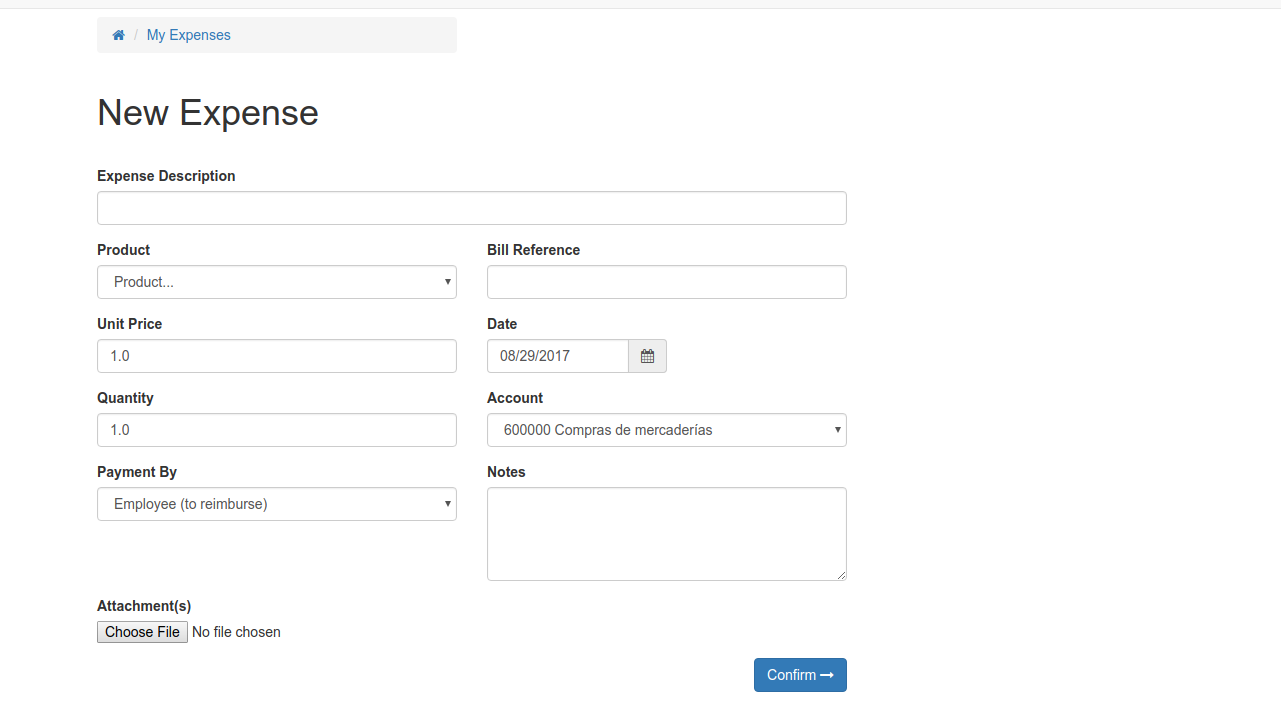 / My Expenses
New Expense
Expense Description
Product
Bill Reference
Product...
Unit Price
Date
1.0
08/29/2017
Quantity
Account
1.0
600000 Compras de mercaderías
Payment By
Notes
Employee (to reimburse)
Attachment(s)
Choose File No file chosen
Confirm